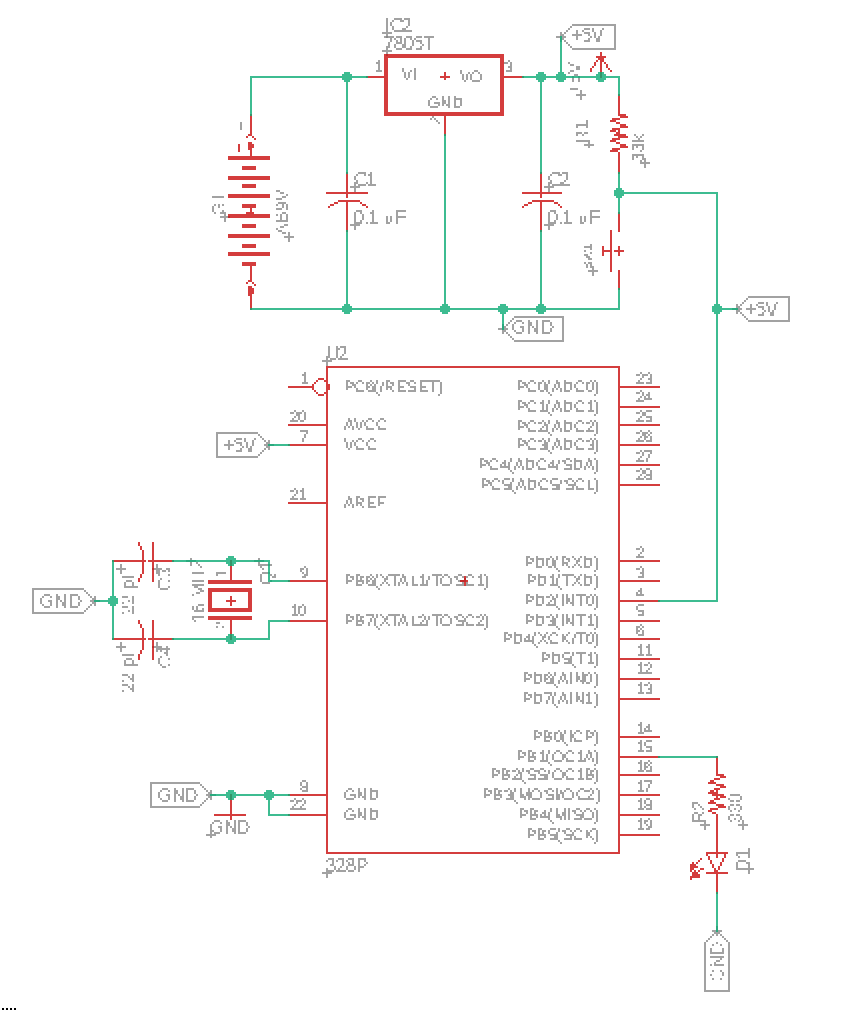 IC2
7805T
+5V
1
VI
VO
3
GND
+5V
R1
33K
C1
0.1 uF
C2
0.1 uF
G1
AB9V
SW1
GND
+5V
U2
1
PC6(/RESET)
PC0(ADC0)
23
PC1(ADC1)
24
20
AVCC
PC2(ADC2)
25
+5V
7
VCC
PC3(ADC3)
26
PC4(ADC4/SDA)
27
PC5(ADC5/SCL)
28
21
AREF
PD0(RXD)
2
GND
22 pF
C3
16 MHz
9
PB6(XTAL1/TOSC1)
PD1(TXD)
3
PD2(INT0)
4
22 pF
C4
10
PB7(XTAL2/TOSC2)
PD3(INT1)
5
PD4(XCK/T0)
6
PD5(T1)
11
PD6(AIN0)
12
PD7(AIN1)
13
PB0(ICP)
14
PB1(OC1A)
15
PB2(SS/OC1B)
16
GND
8
GND
PB3(MOSI/OC2)
17
22
GND
PB4(MISO)
18
GND
PB5(SCK)
19
R2
330
328P
D1
GND